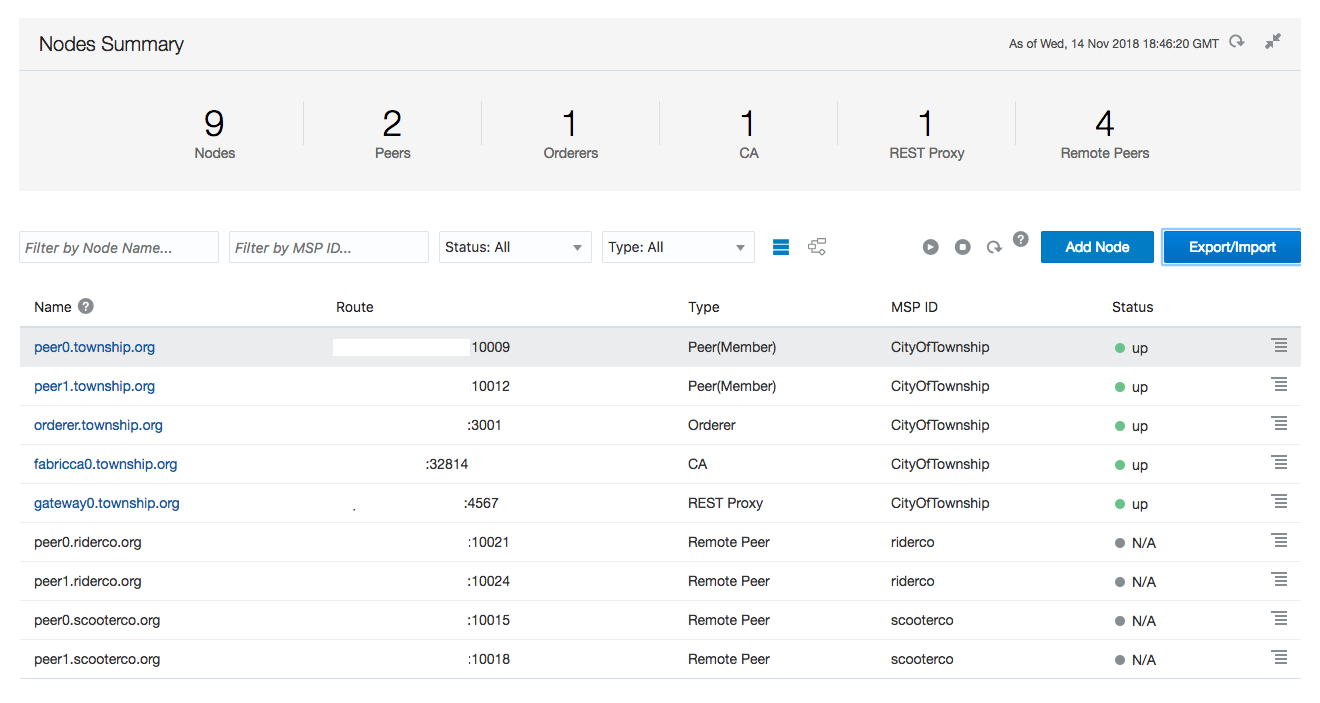 Nodes Summary
As of Wed, 14 Nov 2018 18:46:20 GMT
9 2 1 1 1 4
Nodes Peers Orderers CA REST Proxy Remote Peers
Filter by Node Name... Filter by MSP ID... Status: All Type: All ? Add Node Export/Import
Name ? Route Type MSP ID Status
peer0.township.org 10009 Peer(Member) CityOfTownship up
peer1.township.org 10012 Peer(Member) CityOfTownship up
orderer.township.org :3001 Orderer CityOfTownship up
fabricca0.township.org :32814 CA CityOfTownship up
gateway0.township.org . :4567 REST Proxy CityOfTownship up
peer0.riderco.org :10021 Remote Peer riderco N/A
peer1.riderco.org :10024 Remote Peer riderco N/A
peer0.scooterco.org :10015 Remote Peer scooterco N/A
peer1.scooterco.org :10018 Remote Peer scooterco N/A